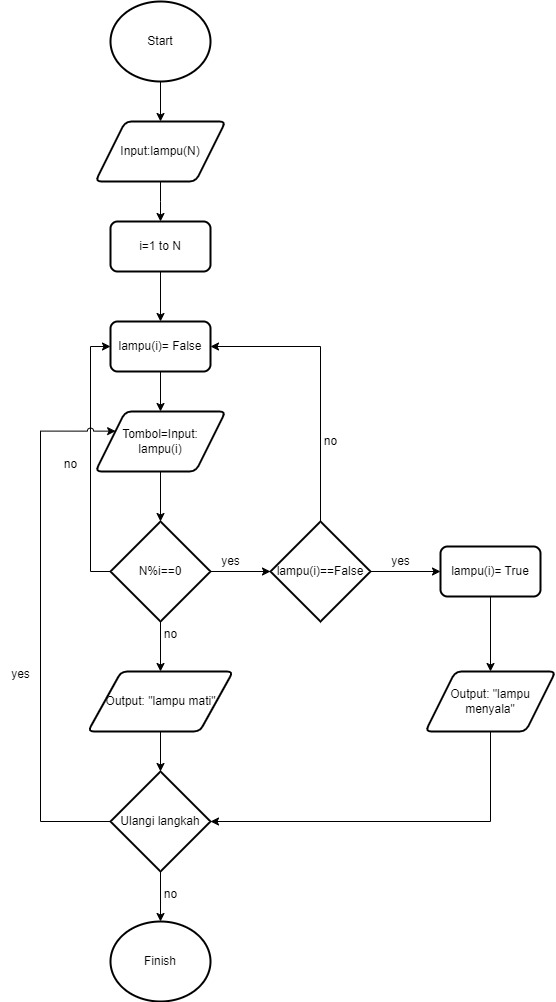 Start
Input:lampu(N)
i=1 to N
lampu(i)= False
Tombol=Input:
lampu(i)
no
no
N%i==0
yes
lampu(i)==False
yes
lampu(i)= True
no
Output: "lampu mati"
Output: "lampu
menyala"
yes
Ulangi langkah
no
Finish